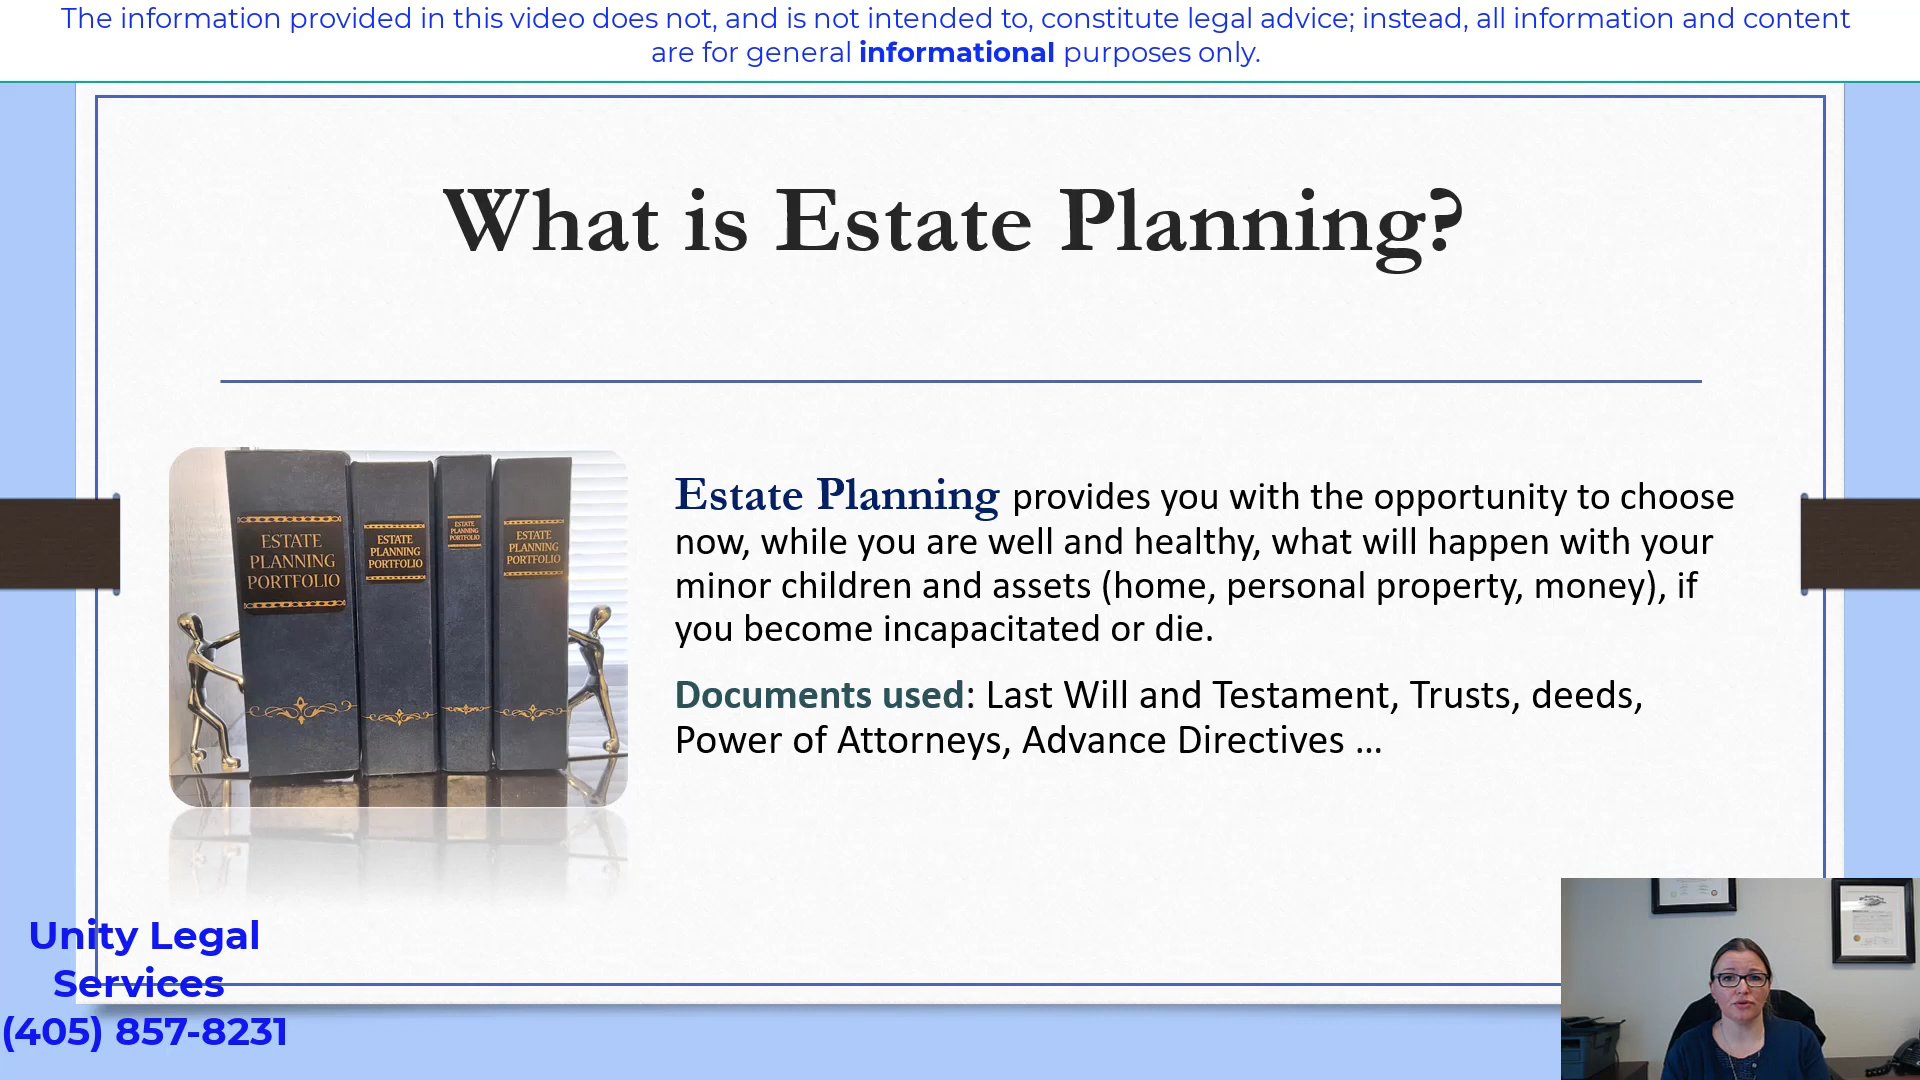 The information provided in this video does not, and is not intended to, constitute legal advice; instead, all information and content
are for general informational purposes only.
What is Estate Planning?
ESTATE
PLANNING
PORTFOLIO
ESTATE
PLANNING
PORTFOLIO
ESTATE
PLANNING
PORTFOLIO
ESTATE
PLANNING
PORTFOLIO
Estate Planning provides you with the opportunity to choose
now, while you are well and healthy, what will happen with your
minor children and assets (home, personal property, money), if
you become incapacitated or die.
Documents used: Last Will and Testament, Trusts, deeds,
Power of Attorneys, Advance Directives ...
Unity Legal
Services
(405) 857-8231